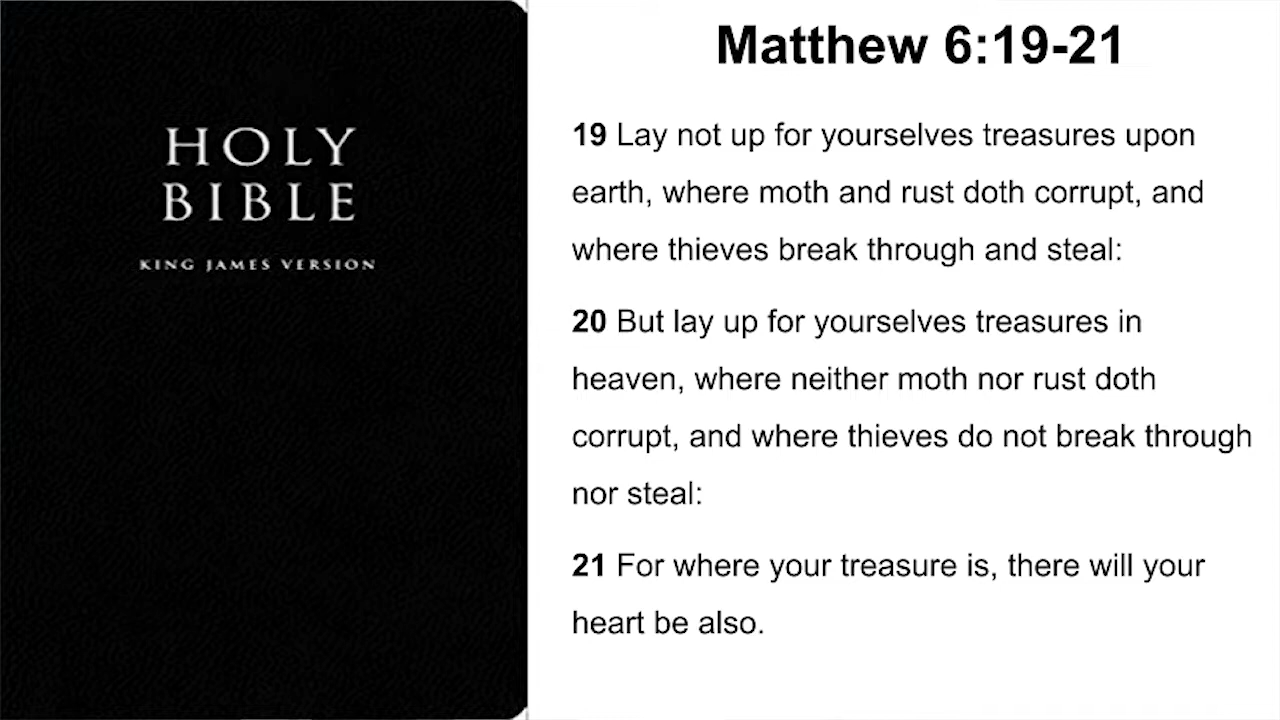 HOLY
BIBLE
KING JAMES VERSION
Matthew 6:19-21
19 Lay not up for yourselves treasures upon
earth, where moth and rust doth corrupt, and
where thieves break through and steal:
20 But lay up for yourselves treasures in
heaven, where neither moth nor rust doth
corrupt, and where thieves do not break through
nor steal:
21 For where your treasure is, there will your
heart be also.